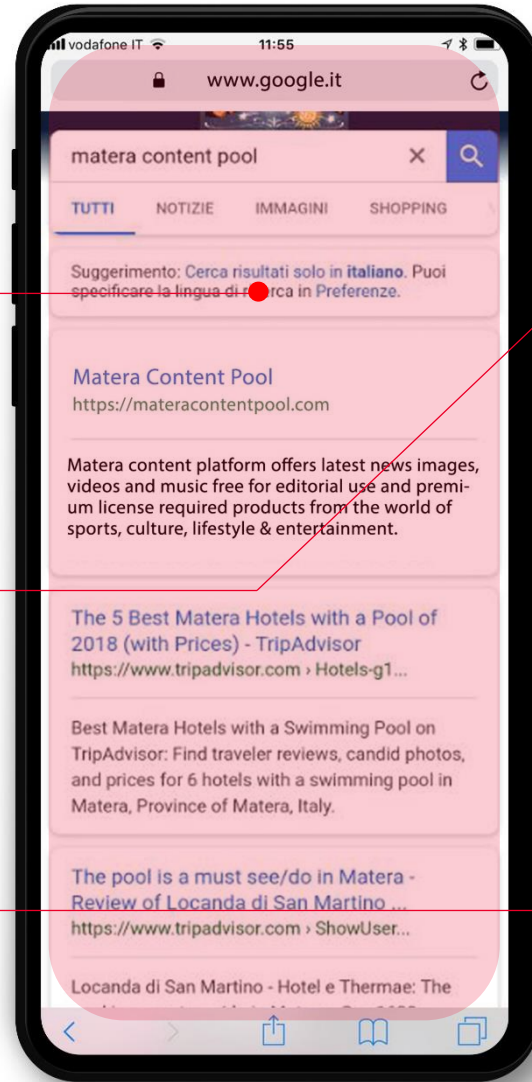 vodafone IT
11:55
www.google.it
matera content pool
TUTTI NOTIZIE IMMAGINI SHOPPING
Suggerimento: Cerca risultati solo in italiano. Puoi
specificare la lingua di ricerca in Preferenze.
Matera Content Pool
https://materacontentpool.com
Matera content platform offers latest news images,
videos and music free for editorial use and premi-
um license required products from the world of
sports, culture, lifestyle & entertainment.
The 5 Best Matera Hotels with a Pool of
2018 (with Prices) - TripAdvisor
https://www.tripadvisor.com › Hotels-g1...
Best Matera Hotels with a Swimming Pool on
TripAdvisor: Find traveler reviews, candid photos,
and prices for 6 hotels with a swimming pool in
Matera, Province of Matera, Italy.
The pool is a must see/do in Matera -
Review of Locanda di San Martino ...
https://www.tripadvisor.com › ShowUser...
Locanda di San Martino - Hotel e Thermae: The